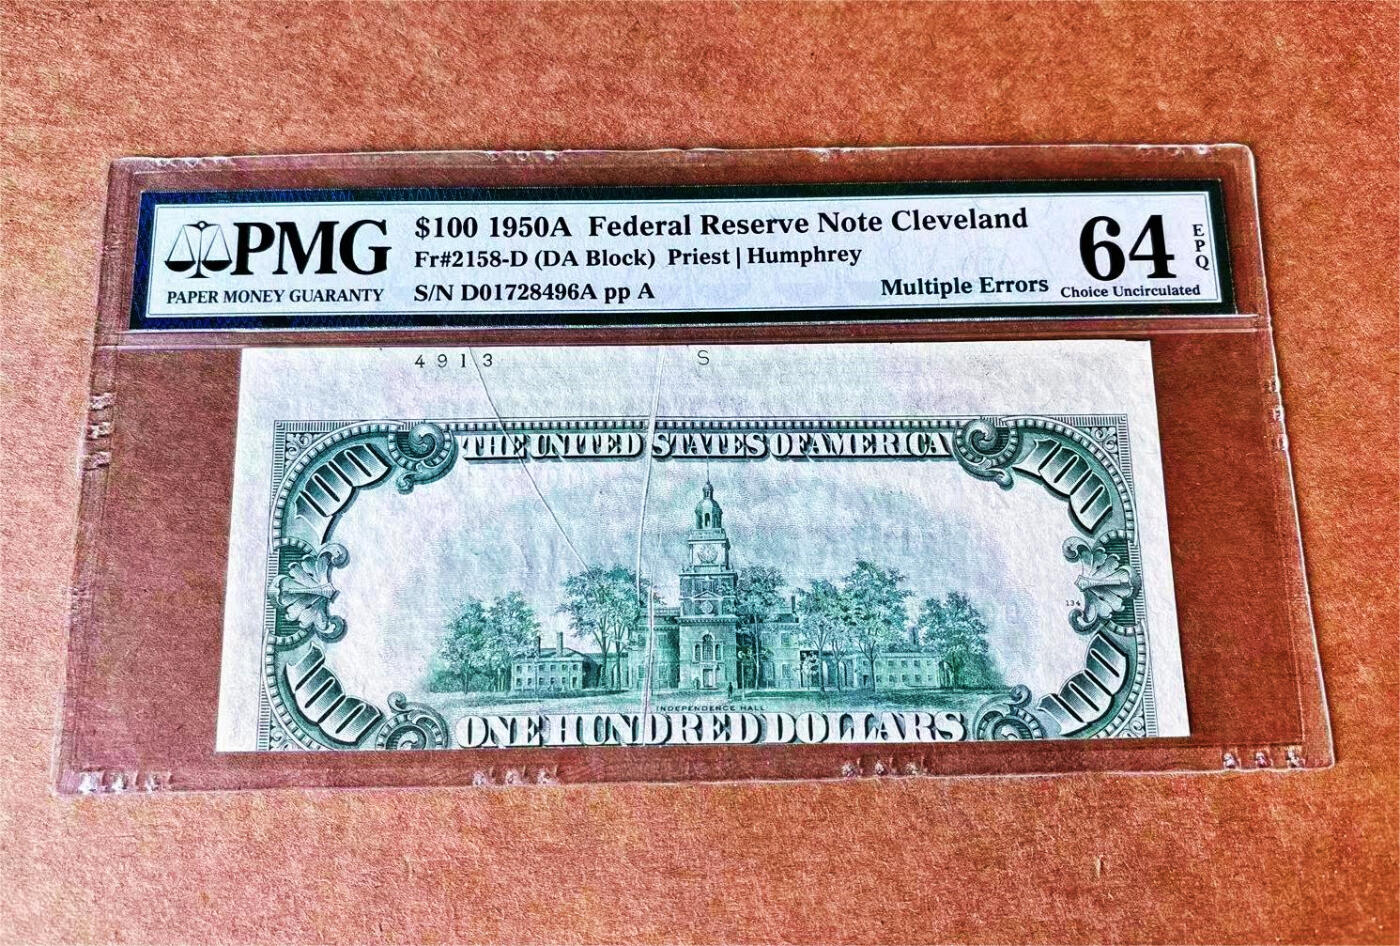 PMG
PAPER MONEY GUARANTY
$100 1950A Federal Reserve Note Cleveland
Fr#2158-D (DA Block) Priest | Humphrey
S/N D01728496A pp A
Multiple Errors
64
EPQ
Choice Uncirculated
4913 S
THE UNITED STATES OF AMERICA
100 100
134
INDEPENDENCE HALL
100 100
ONE HUNDRED DOLLARS